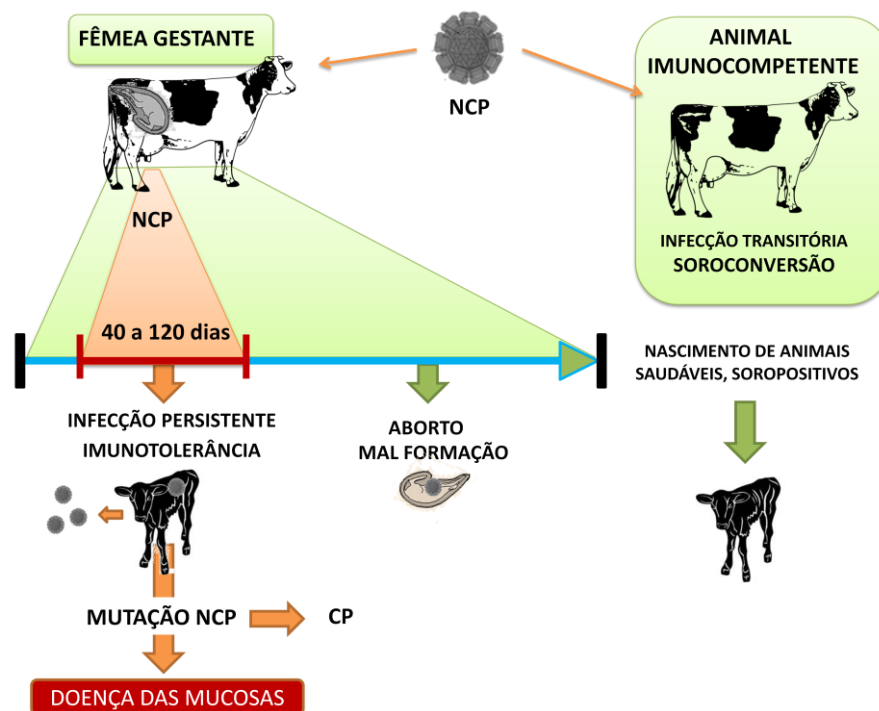 FÊMEA GESTANTE
NCP
ANIMAL
IMUNOCOMPETENTE
INFECÇÃO TRANSITÓRIA
SOROCONVERSÃO
NCP
40 a 120 dias
INFECÇÃO PERSISTENTE
IMUNOTOLERÂNCIA
ABORTO
MAL FORMAÇÃO
NASCIMENTO DE ANIMAIS
SAUDÁVEIS, SOROPOSITIVOS
MUTAÇÃO NCP
CP
DOENÇA DAS MUCOSAS